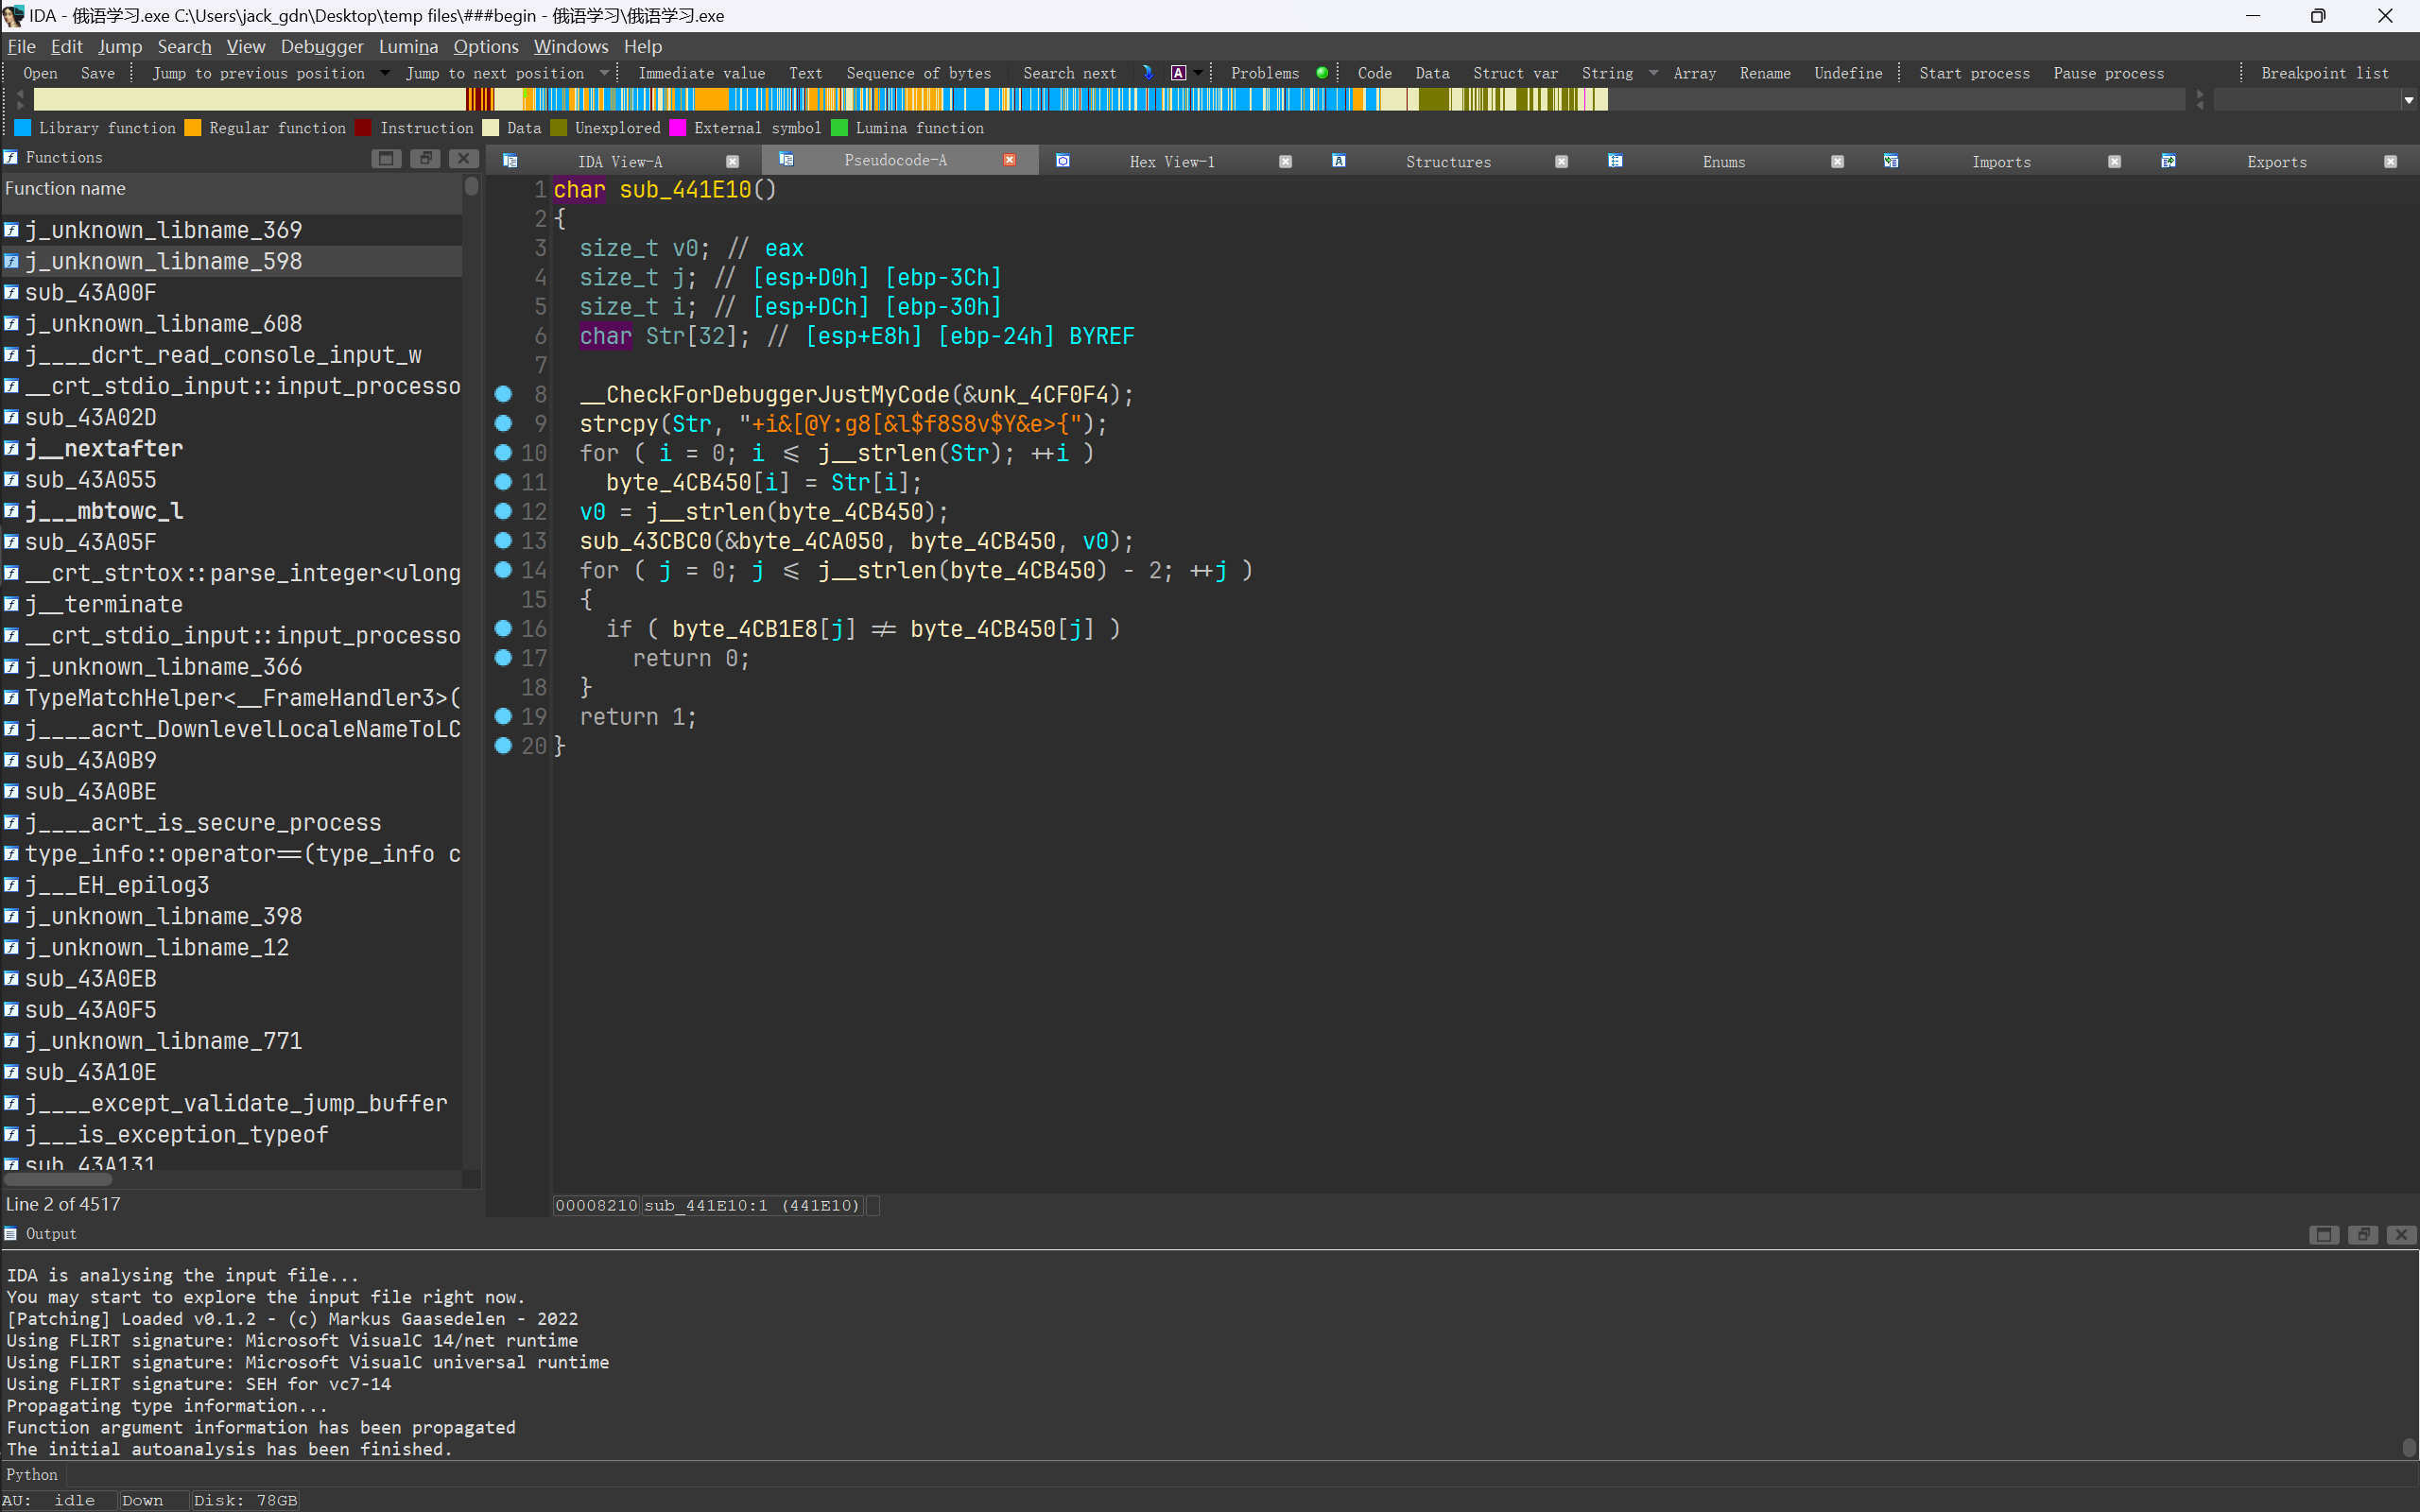 IDA - 俄语学习.exe C:\Users\jack_gdn\Desktop\temp files\###begin - 俄语学习\俄语学习.exe
File Edit Jump Search View Debugger Lumina Options Windows Help
Open Save Jump to previous position Jump to next position Immediate value Text Sequence of bytes Search next A Problems Code Data Struct var String Array Rename Undefine Start process Pause process Breakpoint list
Library function Regular function Instruction Data Unexplored External symbol Lumina function
Functions
Function name
j_unknown_libname_369
j_unknown_libname_598
sub_43A00F
j_unknown_libname_608
j____dcrt_read_console_input_w
__crt_stdio_input::input_processo
sub_43A02D
j__nextafter
sub_43A055
j___mbtowc_l
sub_43A05F
__crt_strtox::parse_integer<ulong
j__terminate
__crt_stdio_input::input_processo
j_unknown_libname_366
TypeMatchHelper<__FrameHandler3>(
j____acrt_DownlevelLocaleNameToLC
sub_43A0B9
sub_43A0BE
j____acrt_is_secure_process
type_info::operator==(type_info c
j___EH_epilog3
j_unknown_libname_398
j_unknown_libname_12
sub_43A0EB
sub_43A0F5
j_unknown_libname_771
sub_43A10E
j____except_validate_jump_buffer
j___is_exception_typeof
sub_43A131
Line 2 of 4517
IDA View-A Pseudocode-A Hex View-1 Structures Enums Imports Exports
1 char sub_441E10()
2 {
3 size_t v0; // eax
4 size_t j; // [esp+D0h] [ebp-3Ch]
5 size_t i; // [esp+DCh] [ebp-30h]
6 char Str[32]; // [esp+E8h] [ebp-24h] BYREF
7
8 __CheckForDebuggerJustMyCode(&unk_4CF0F4);
9 strcpy(Str, "+i&[@Y:g8[&l$f8S8v$Y&e>{");
10 for ( i = 0; i <= j__strlen(Str); ++i )
11 byte_4CB450[i] = Str[i];
12 v0 = j__strlen(byte_4CB450);
13 sub_43CBC0(&byte_4CA050, byte_4CB450, v0);
14 for ( j = 0; j <= j__strlen(byte_4CB450) - 2; ++j )
15 {
16 if ( byte_4CB1E8[j] != byte_4CB450[j] )
17 return 0;
18 }
19 return 1;
20 }
00008210 sub_441E10:1 (441E10)
Output
IDA is analysing the input file...
You may start to explore the input file right now.
[Patching] Loaded v0.1.2 - (c) Markus Gaasedelen - 2022
Using FLIRT signature: Microsoft VisualC 14/net runtime
Using FLIRT signature: Microsoft VisualC universal runtime
Using FLIRT signature: SEH for vc7-14
Propagating type information...
Function argument information has been propagated
The initial autoanalysis has been finished.
Python
AU: idle Down Disk: 78GB